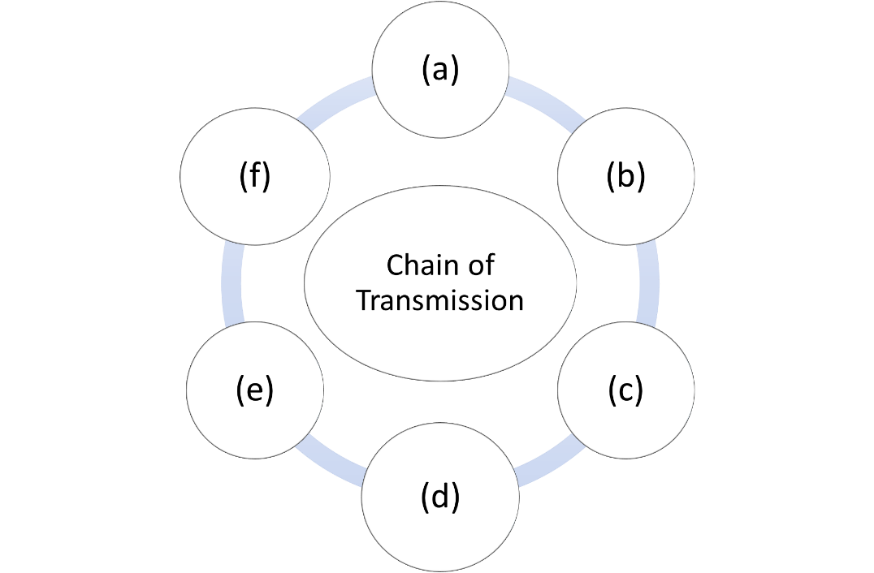 (a)
(b)
(c)
(d)
(e)
(f)
Chain of
Transmission